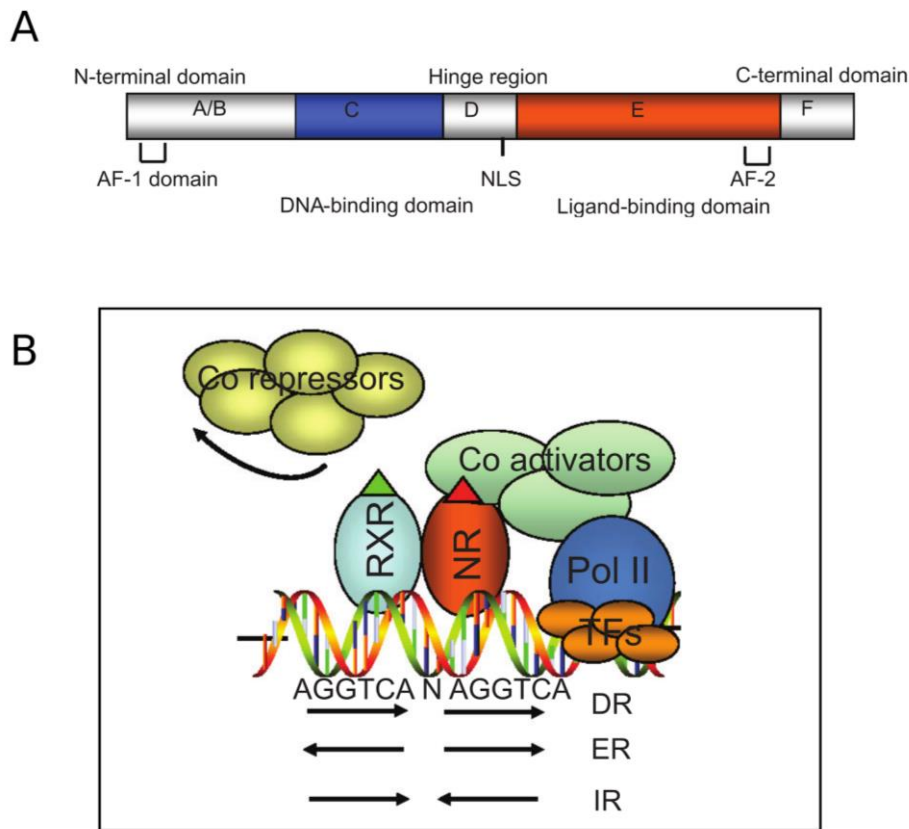 A
N-terminal domain Hinge region C-terminal domain
A/B C D E F
AF-1 domain NLS AF-2
DNA-binding domain Ligand-binding domain
B
Co repressors
Co activators
RXR NR Pol II
TFs
AGGTCA N AGGTCA
DR
ER
IR